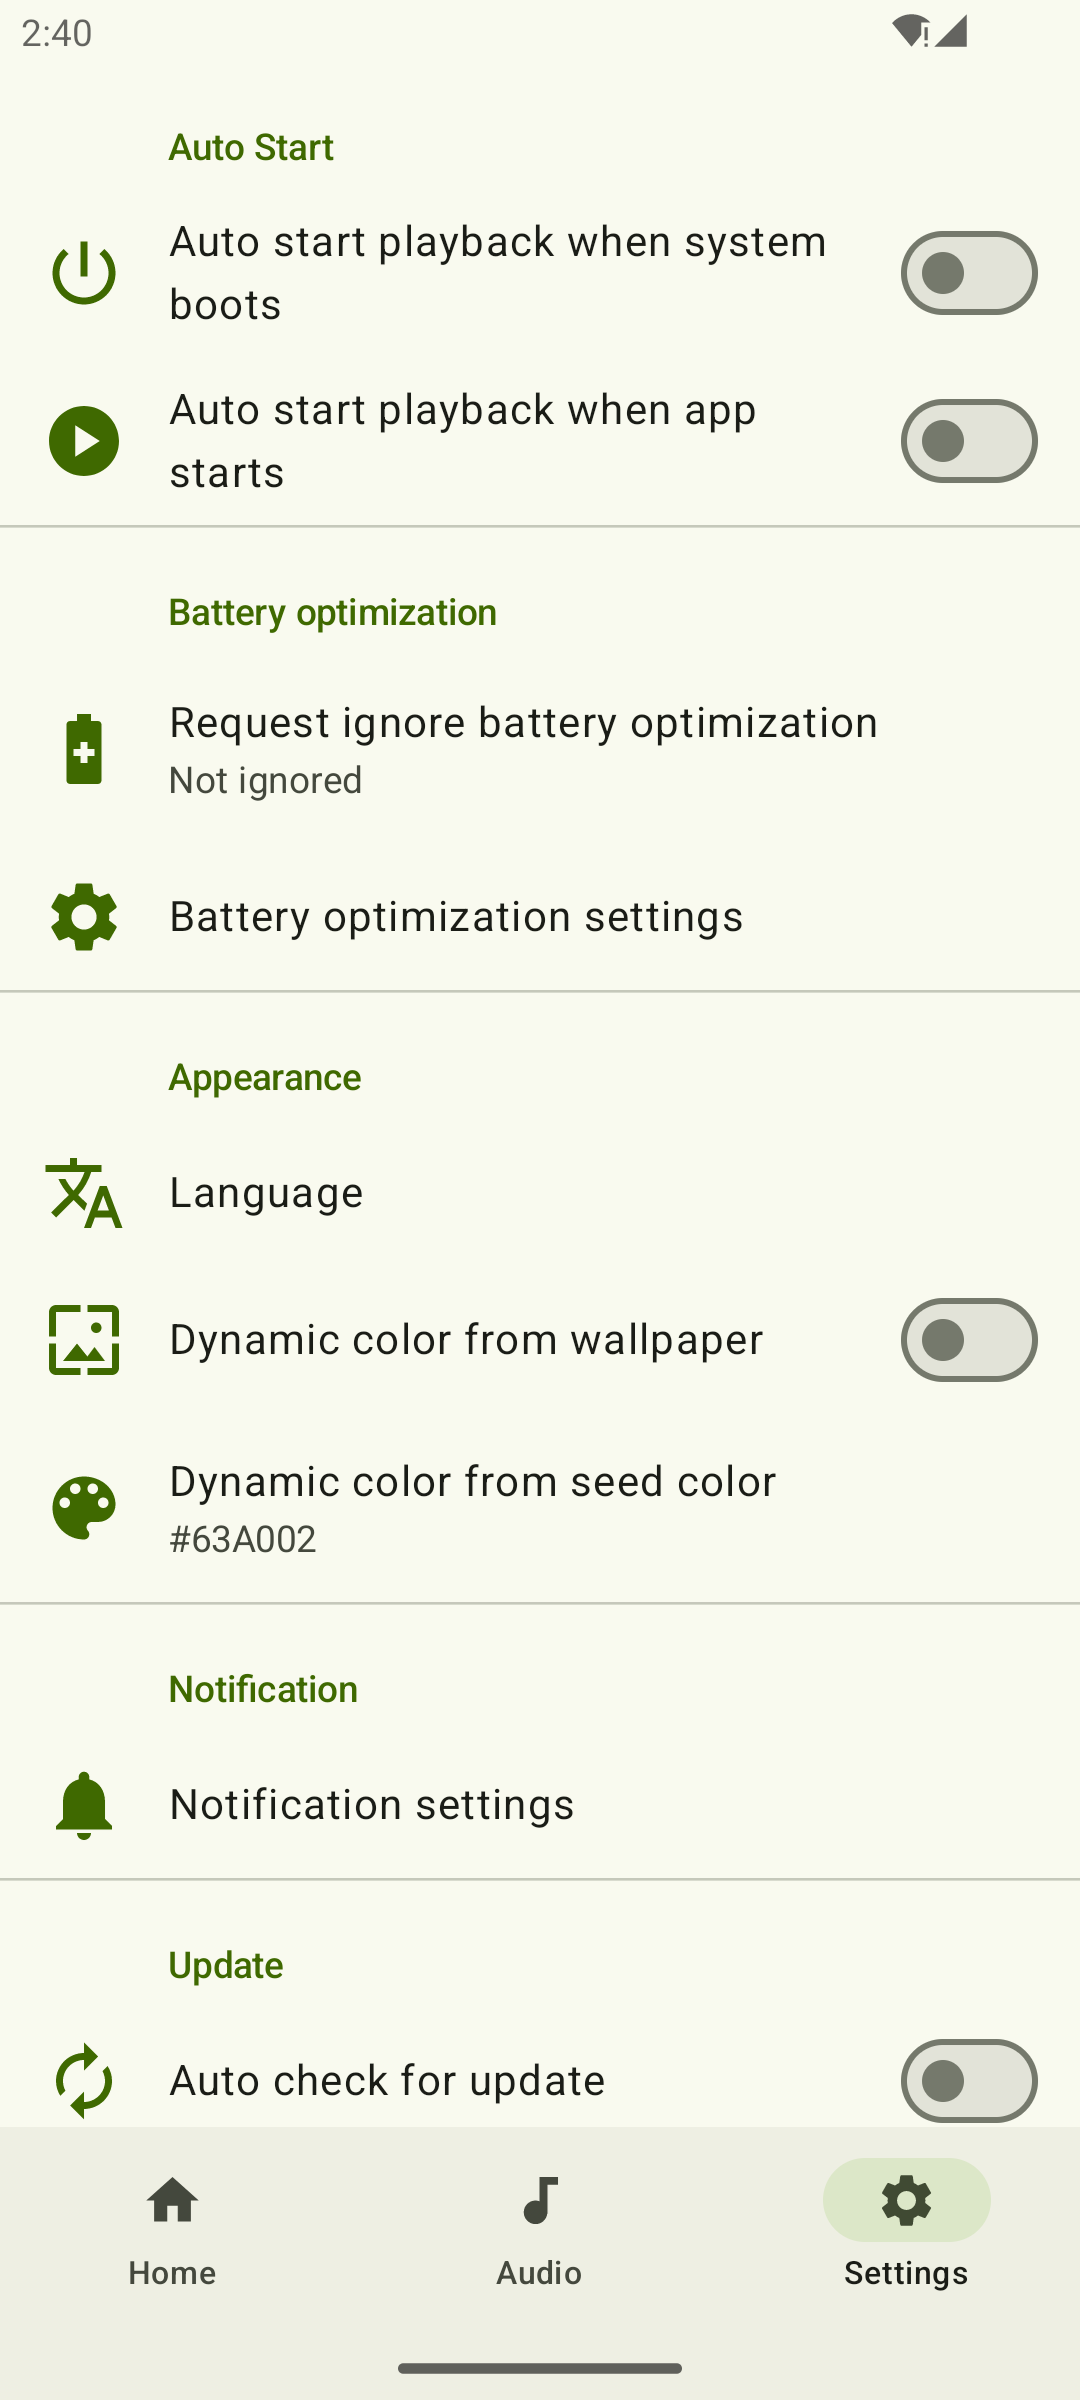 2:40
Auto Start
Auto start playback when system
boots
Auto start playback when app
starts
Battery optimization
Request ignore battery optimization
Not ignored
Battery optimization settings
Appearance
Language
Dynamic color from wallpaper
Dynamic color from seed color
#63A002
Notification
Notification settings
Update
Auto check for update
Home
Audio
Settings